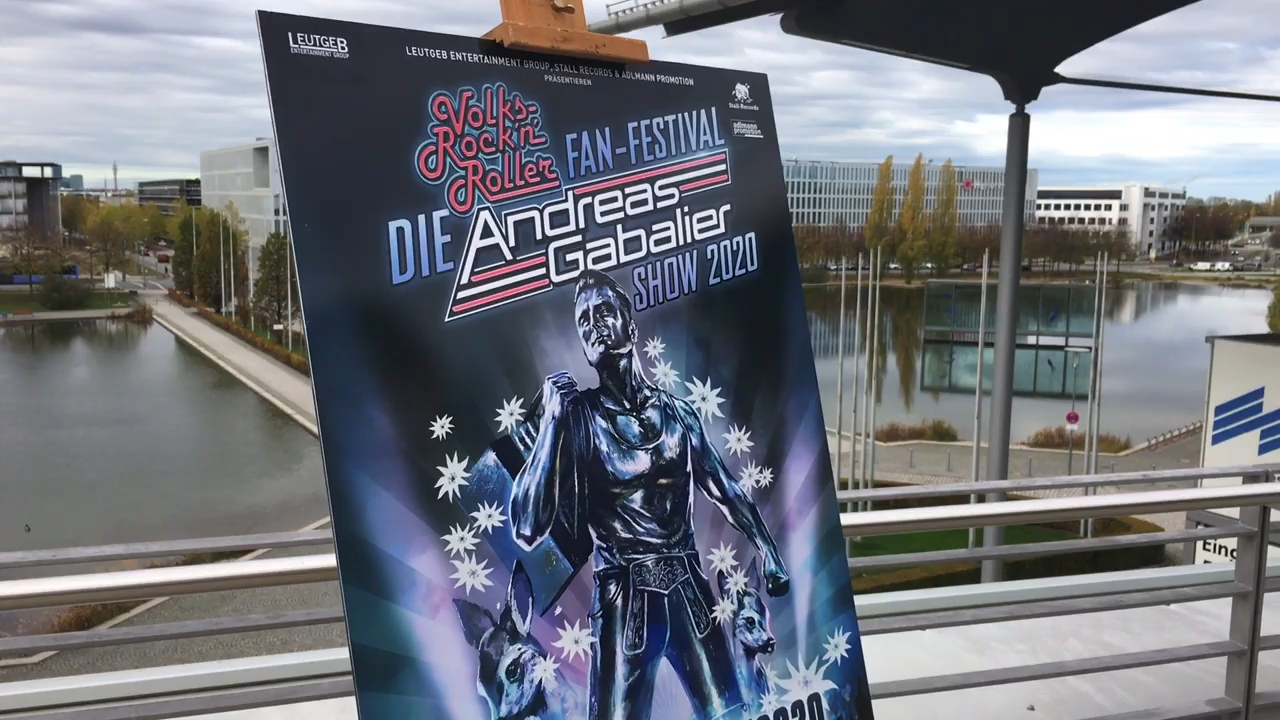 LEUTGEB
ENTERTAINMENT GROUP
LEUTGEB ENTERTAINMENT GROUP, STALL RECORDS & ADLMANN PROMOTION
PRÄSENTIEREN
Stall-Records
adlmann
promotion
Volks-
Rock'n'
Roller
FAN-FESTIVAL
DIE
Andreas
Gabalier
SHOW 2020